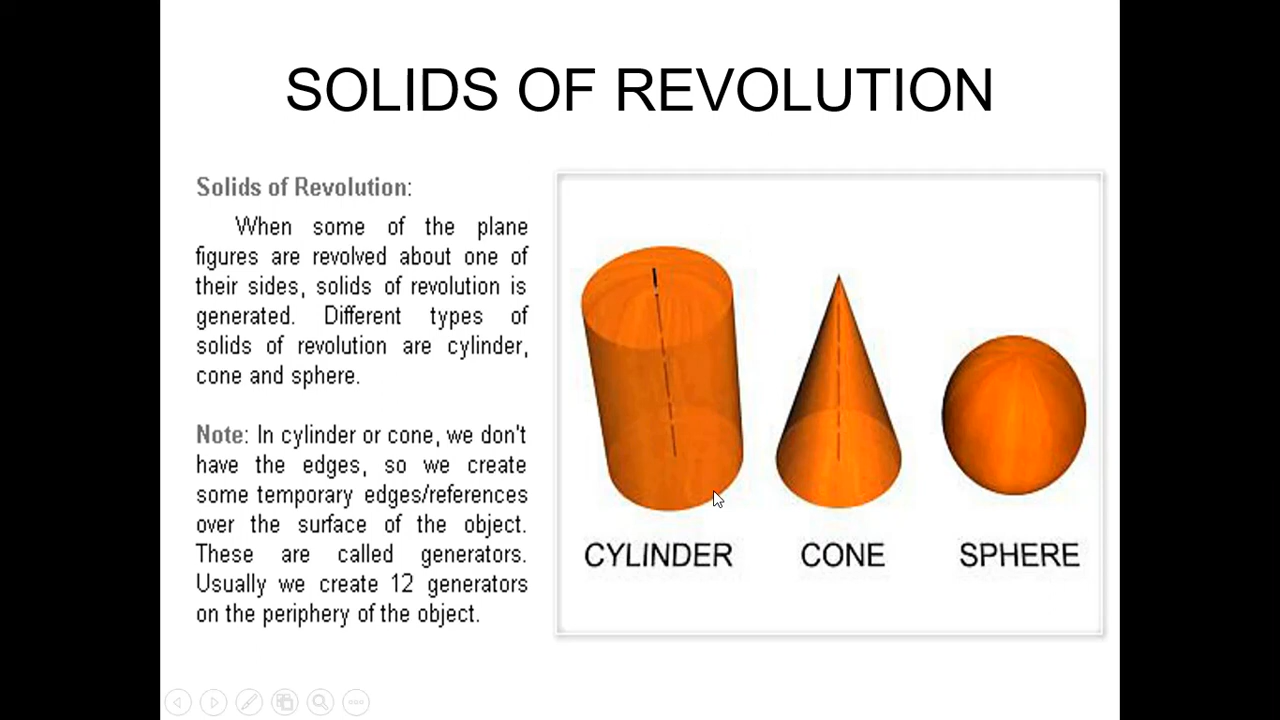 SOLIDS OF REVOLUTION
Solids of Revolution:
When some of the plane
figures are revolved about one of
their sides, solids of revolution is
generated. Different types of
solids of revolution are cylinder,
cone and sphere.
Note: In cylinder or cone, we don't
have the edges, so we create
some temporary edges/references
over the surface of the object.
These are called generators.
Usually we create 12 generators
on the periphery of the object.
CYLINDER
CONE
SPHERE